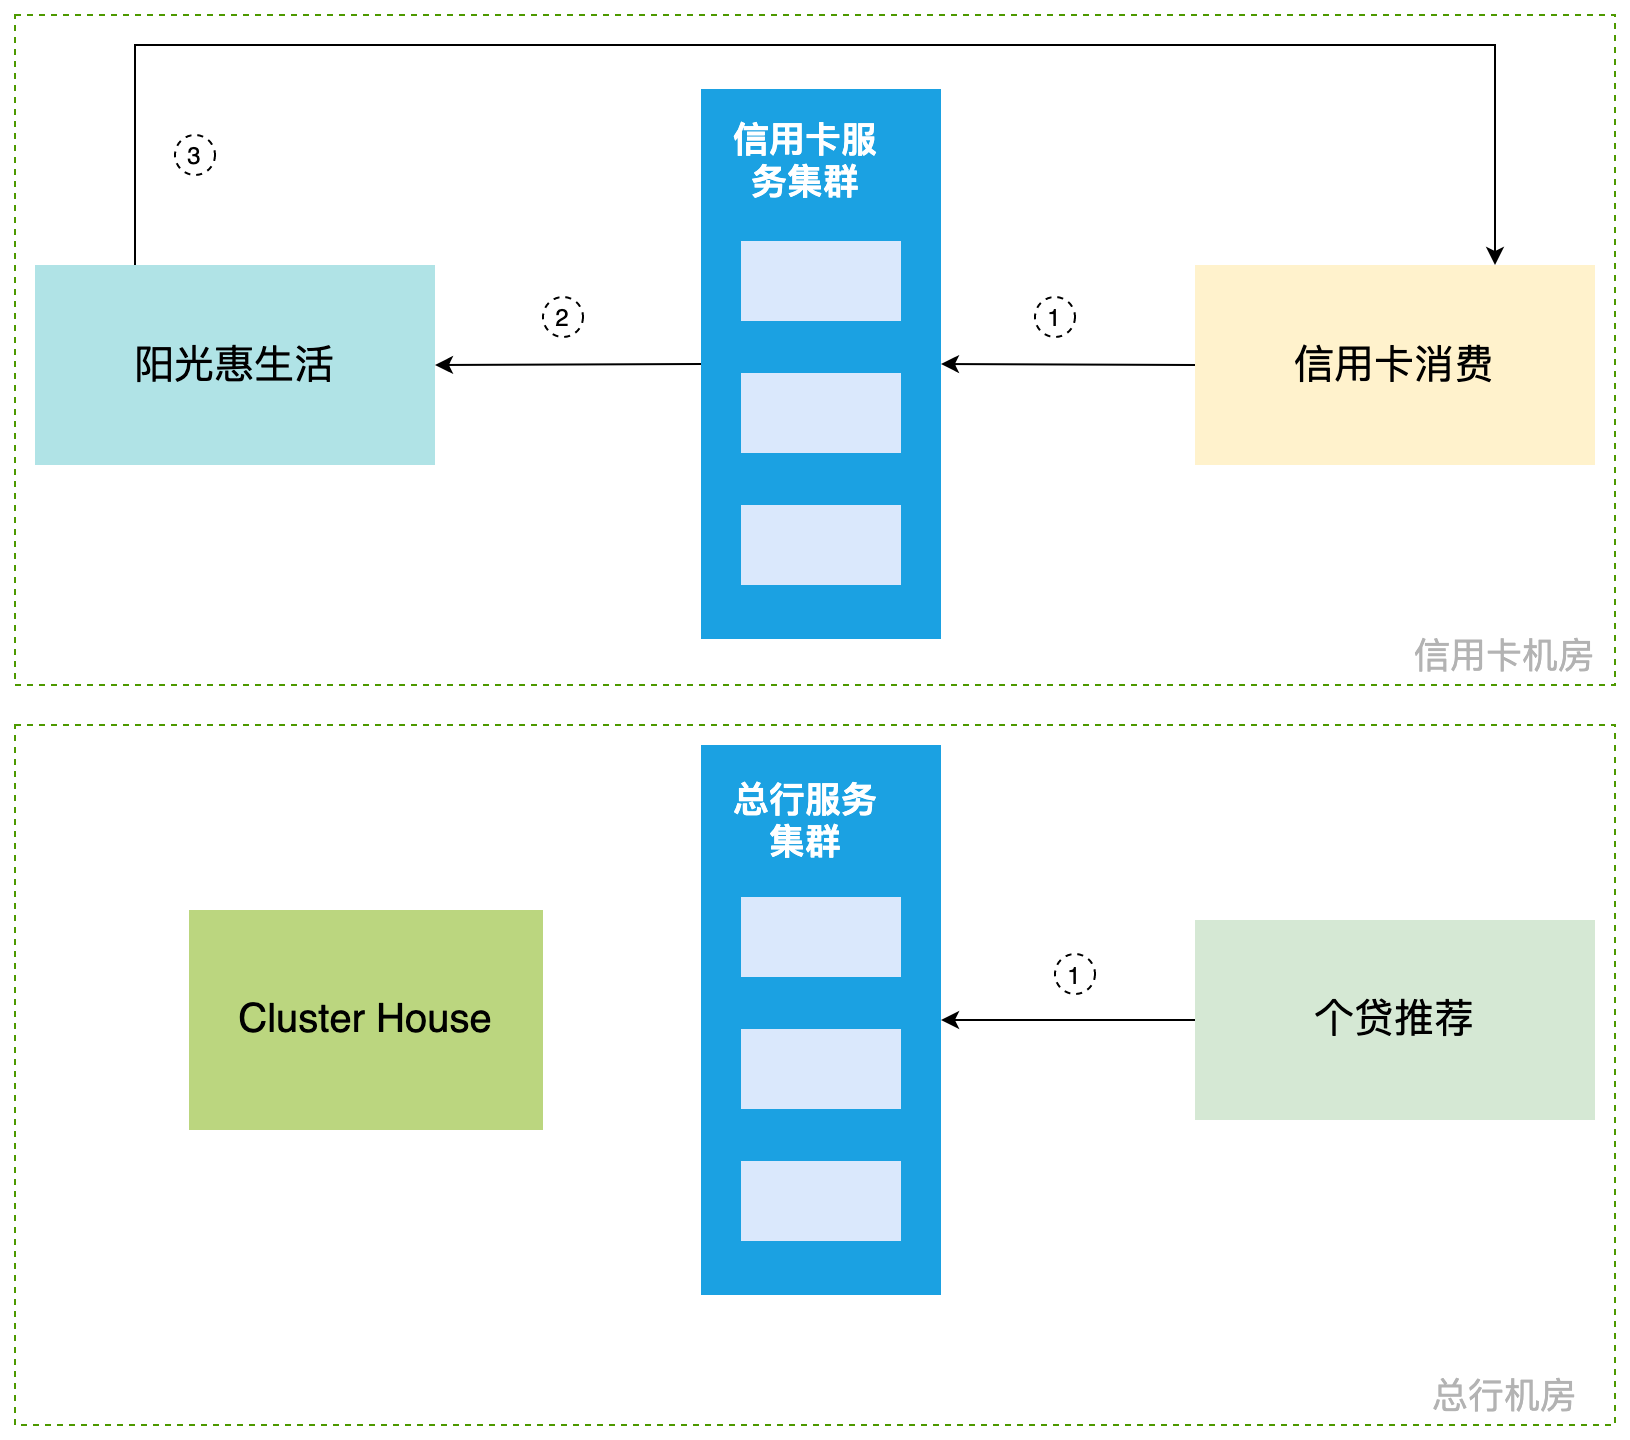 信用卡服
务集群
3
2
1
阳光惠生活
信用卡消费
信用卡机房
总行服务
集群
1
Cluster House
个贷推荐
总行机房